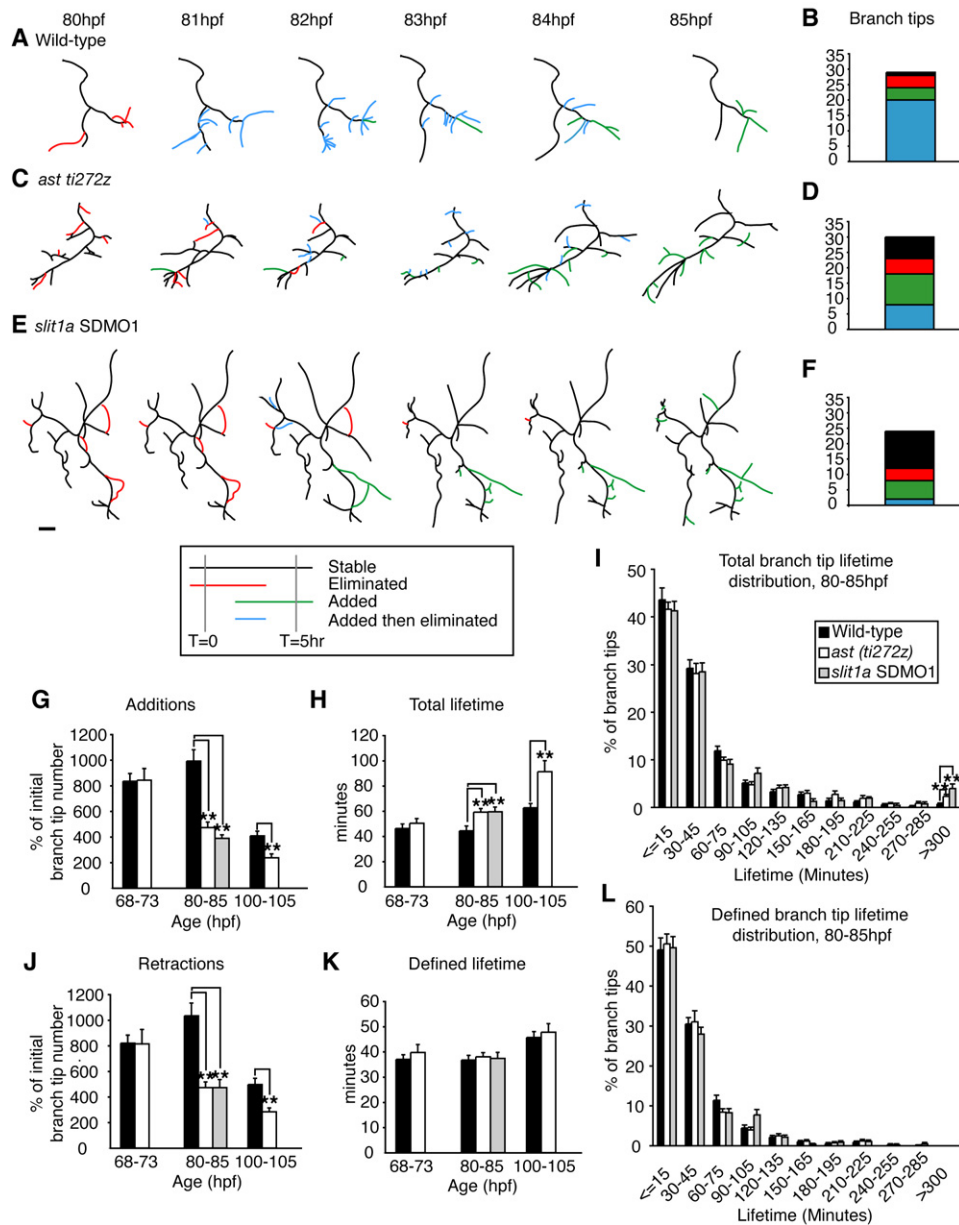 80hpf 81hpf 82hpf 83hpf 84hpf 85hpf
A Wild-type
B Branch tips
35
30
25
20
15
10
5
0
C ast ti272z
D
35
30
25
20
15
10
5
0
E slit1a SDMO1
F
35
30
25
20
15
10
5
0
Stable
Eliminated
Added
Added then eliminated
T=0 T=5hr
G Additions
% of initial
branch tip number
1200
1000
800
600
400
200
0
** ** **
68-73 80-85 100-105
Age (hpf)
H Total lifetime
minutes
120
100
80
60
40
20
0
** ** **
68-73 80-85 100-105
Age (hpf)
I Total branch tip lifetime
distribution, 80-85hpf
Wild-type
ast (ti272z)
slit1a SDMO1
% of branch tips
50
40
30
20
10
0
** **
<=15 30-45 60-75 90-105 120-135 150-165 180-195 210-225 240-255 270-285 >300
Lifetime (Minutes)
J Retractions
% of initial
branch tip number
1200
1000
800
600
400
200
0
** ** **
68-73 80-85 100-105
Age (hpf)
K Defined lifetime
minutes
60
50
40
30
20
10
0
68-73 80-85 100-105
Age (hpf)
L Defined branch tip lifetime
distribution, 80-85hpf
% of branch tips
60
50
40
30
20
10
0
<=15 30-45 60-75 90-105 120-135 150-165 180-195 210-225 240-255 270-285 >300
Lifetime (Minutes)